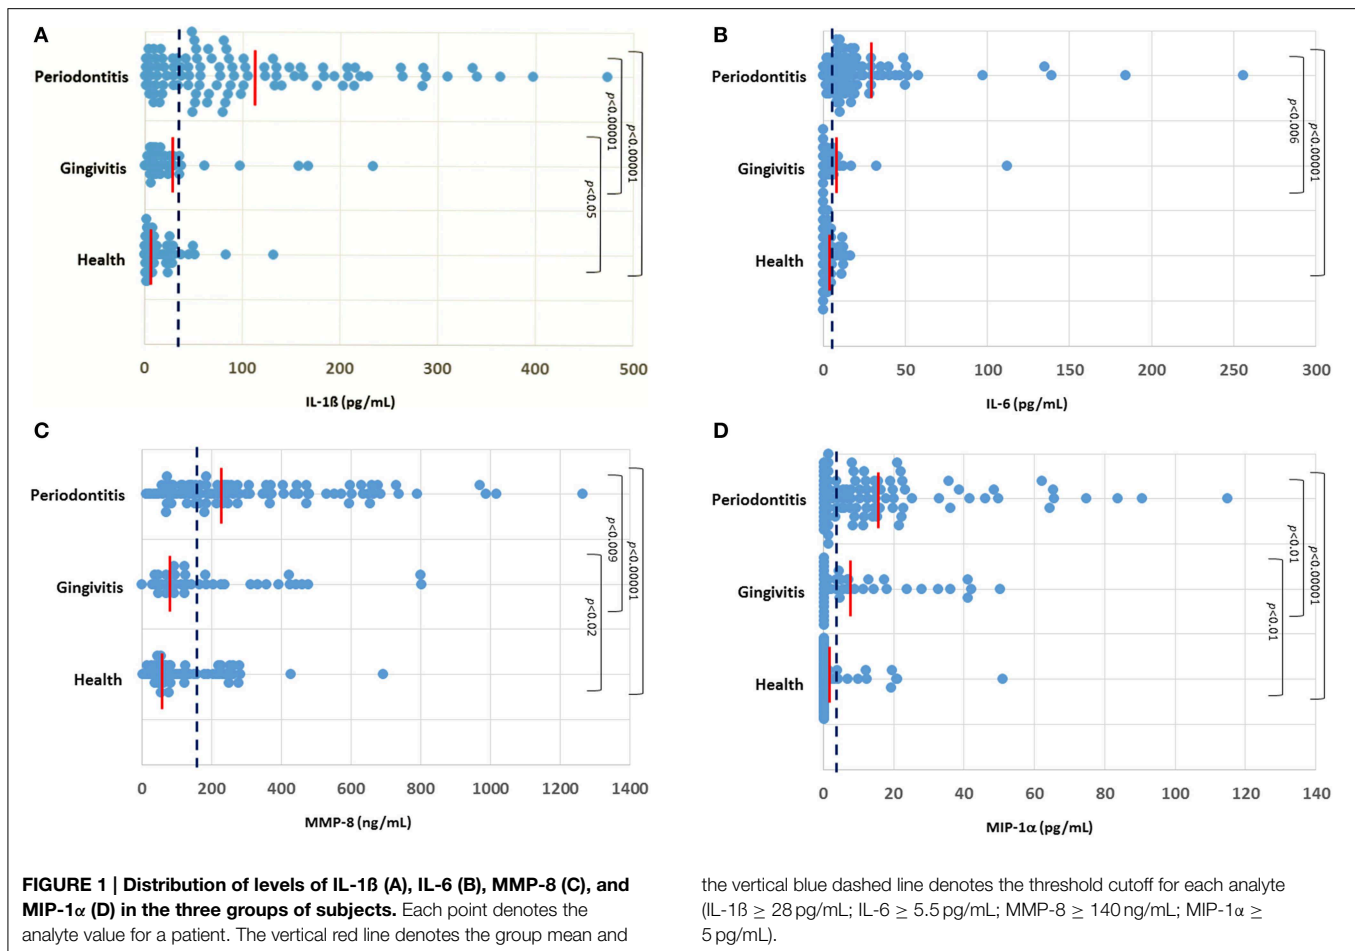 A
Periodontitis
Gingivitis
Health
p<0.00001
p<0.00001
p<0.05
0 100 200 300 400 500
IL-1ß (pg/mL)
B
Periodontitis
Gingivitis
Health
p<0.006
p<0.00001
0 50 100 150 200 250 300
IL-6 (pg/mL)
C
Periodontitis
Gingivitis
Health
p<0.009
p<0.00001
p<0.02
0 200 400 600 800 1000 1200 1400
MMP-8 (ng/mL)
D
Periodontitis
Gingivitis
Health
p<0.01
p<0.00001
p<0.01
0 20 40 60 80 100 120 140
MIP-1α (pg/mL)
FIGURE 1 | Distribution of levels of IL-1ß (A), IL-6 (B), MMP-8 (C), and
MIP-1α (D) in the three groups of subjects. Each point denotes the
analyte value for a patient. The vertical red line denotes the group mean and
the vertical blue dashed line denotes the threshold cutoff for each analyte
(IL-1ß ≥ 28 pg/mL; IL-6 ≥ 5.5 pg/mL; MMP-8 ≥ 140 ng/mL; MIP-1α ≥
5 pg/mL).